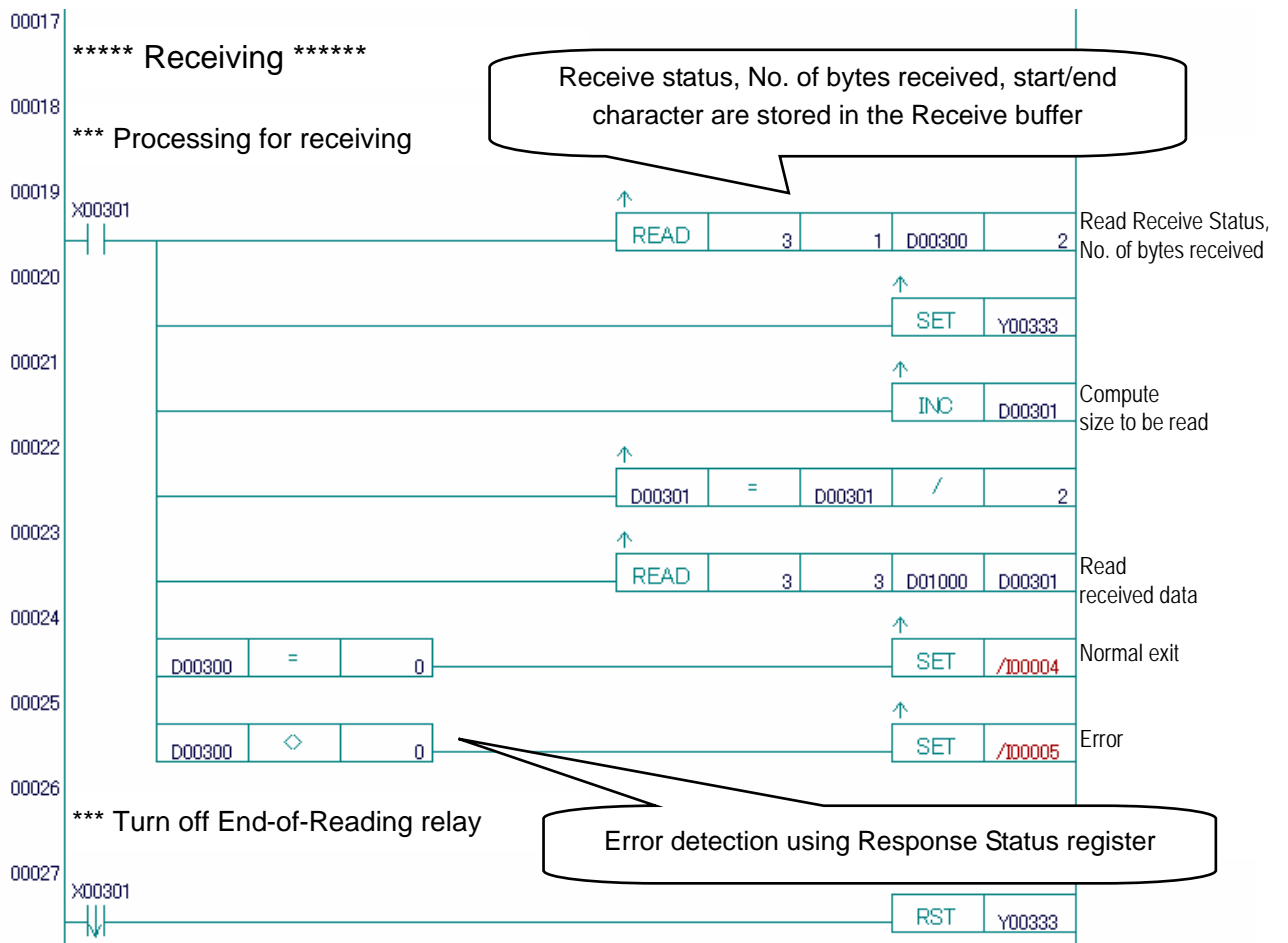 00017
***** Receiving ******
Receive status, No. of bytes received, start/end
character are stored in the Receive buffer
00018
*** Processing for receiving
00019
X00301
READ 3 1 D00300 2
Read Receive Status,
No. of bytes received
00020
SET Y00333
00021
INC D00301
Compute
size to be read
00022
D00301 = D00301 / 2
00023
READ 3 3 D01000 D00301
Read
received data
00024
D00300 = 0 SET /I00004 Normal exit
00025
D00300 <> 0 SET /I00005 Error
00026
*** Turn off End-of-Reading relay
Error detection using Response Status register
00027
X00301
RST Y00333